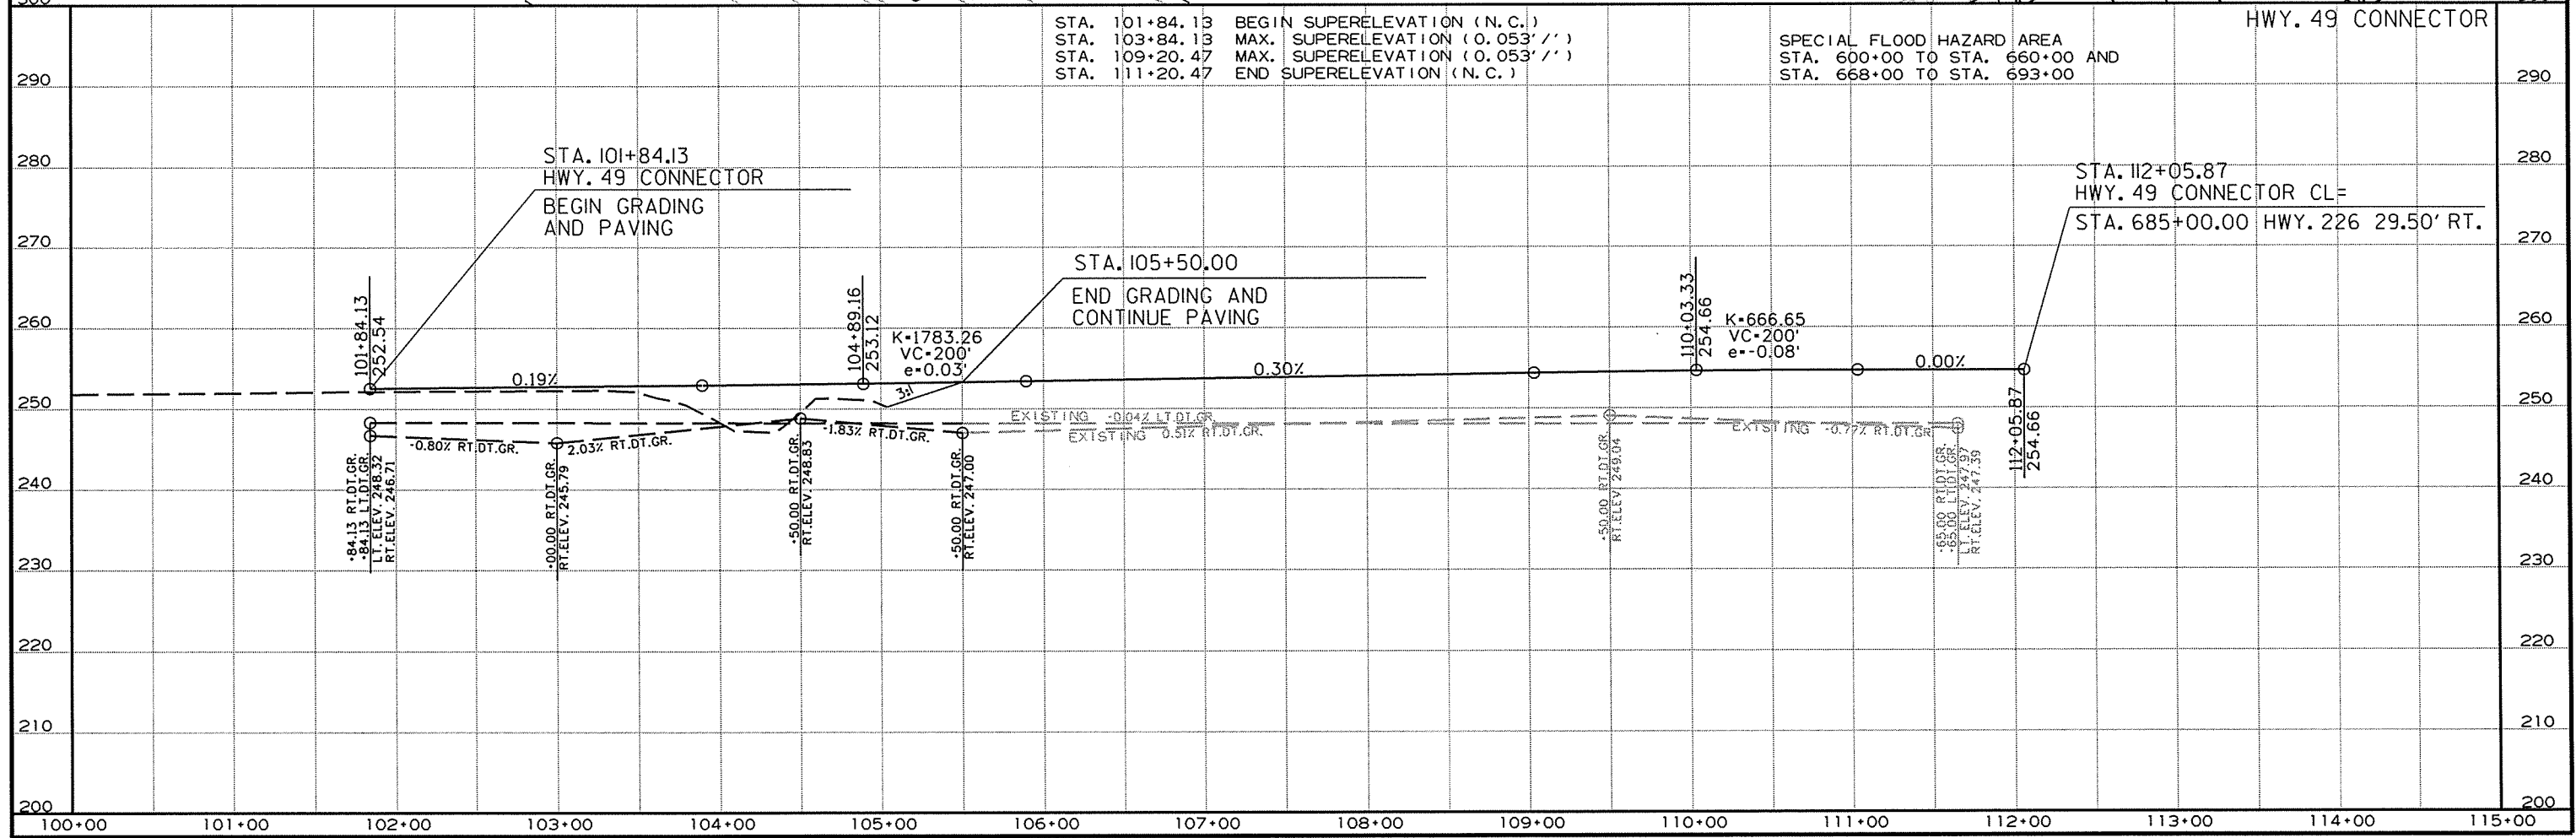 STA. 101+84.13 BEGIN SUPERELEVATION (N.C.)
STA. 103+84.13 MAX. SUPERELEVATION (0.053'/')
STA. 109+20.47 MAX. SUPERELEVATION (0.053'/')
STA. 111+20.47 END SUPERELEVATION (N.C.)
SPECIAL FLOOD HAZARD AREA
STA. 600+00 TO STA. 660+00 AND
STA. 668+00 TO STA. 693+00
HWY. 49 CONNECTOR
290
280
270
260
250
240
230
220
210
200
STA. 101+84.13
HWY. 49 CONNECTOR
BEGIN GRADING
AND PAVING
STA. 105+50.00
END GRADING AND
CONTINUE PAVING
STA. 112+05.87
HWY. 49 CONNECTOR CL=
STA. 685+00.00 HWY. 226 29.50' RT.
101+84.13
252.54
0.19%
104+89.16
253.12
K=1783.26
VC=200'
e=0.03'
3:1
0.30%
110+03.33
254.66
K=666.65
VC=200'
e=-0.08'
0.00%
112+05.87
254.66
-0.80% RT.DT.GR.
2.03% RT.DT.GR.
-1.83% RT.DT.GR.
EXISTING -0.04% LT.DT.GR.
EXISTING 0.51% RT.DT.GR.
EXISTING -0.77% RT.DT.GR.
+84.13 RT.DT.GR.
+84.13 LT.DT.GR.
LT. ELEV. 248.32
RT.ELEV. 246.71
+00.00 RT.DT.GR.
RT.ELEV. 245.79
+50.00 RT.DT.GR.
RT.ELEV. 248.83
+50.00 RT.DT.GR.
RT.ELEV. 247.00
+50.00 RT.DT.GR.
RT.ELEV. 249.04
+65.00 RT.DT.GR.
+65.00 LT.DT.GR.
LT. ELEV. 247.97
RT.ELEV. 247.39
290
280
270
260
250
240
230
220
210
200
100+00 101+00 102+00 103+00 104+00 105+00 106+00 107+00 108+00 109+00 110+00 111+00 112+00 113+00 114+00 115+00